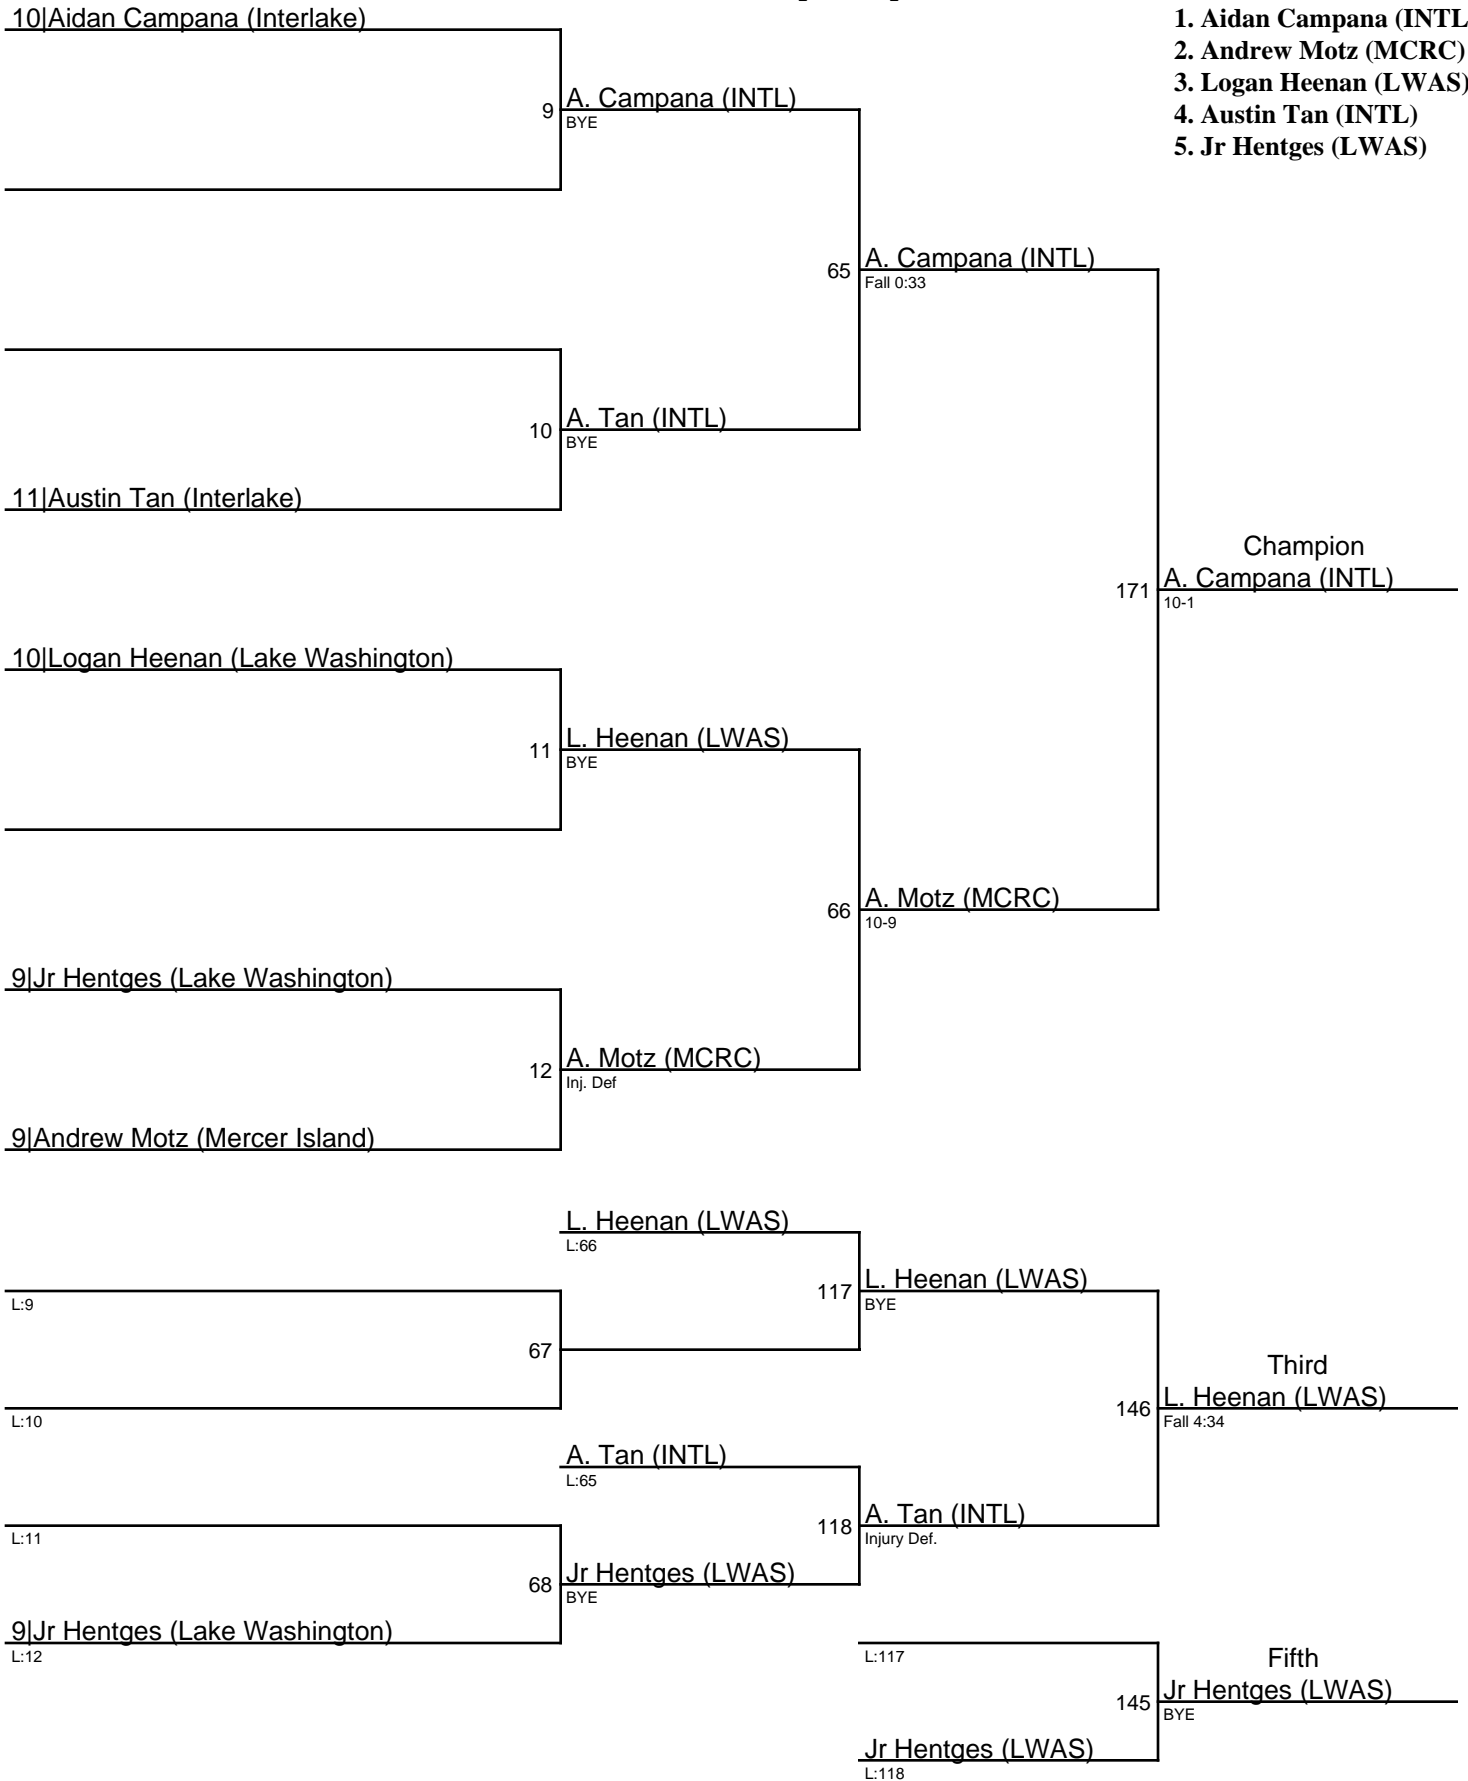 10|Aidan Campana (Interlake)
1. Aidan Campana (INTL
2. Andrew Motz (MCRC)
3. Logan Heenan (LWAS)
4. Austin Tan (INTL)
5. Jr Hentges (LWAS)
9
A. Campana (INTL)
BYE
65
A. Campana (INTL)
Fall 0:33
10
A. Tan (INTL)
BYE
11|Austin Tan (Interlake)
Champion
171
A. Campana (INTL)
10-1
10|Logan Heenan (Lake Washington)
11
L. Heenan (LWAS)
BYE
66
A. Motz (MCRC)
10-9
9|Jr Hentges (Lake Washington)
12
A. Motz (MCRC)
Inj. Def
9|Andrew Motz (Mercer Island)
L. Heenan (LWAS)
L:66
L:9
117
L. Heenan (LWAS)
BYE
67
L:10
Third
146
L. Heenan (LWAS)
Fall 4:34
A. Tan (INTL)
L:65
L:11
118
A. Tan (INTL)
Injury Def.
68
Jr Hentges (LWAS)
BYE
9|Jr Hentges (Lake Washington)
L:12
L:117
Fifth
145
Jr Hentges (LWAS)
BYE
Jr Hentges (LWAS)
L:118